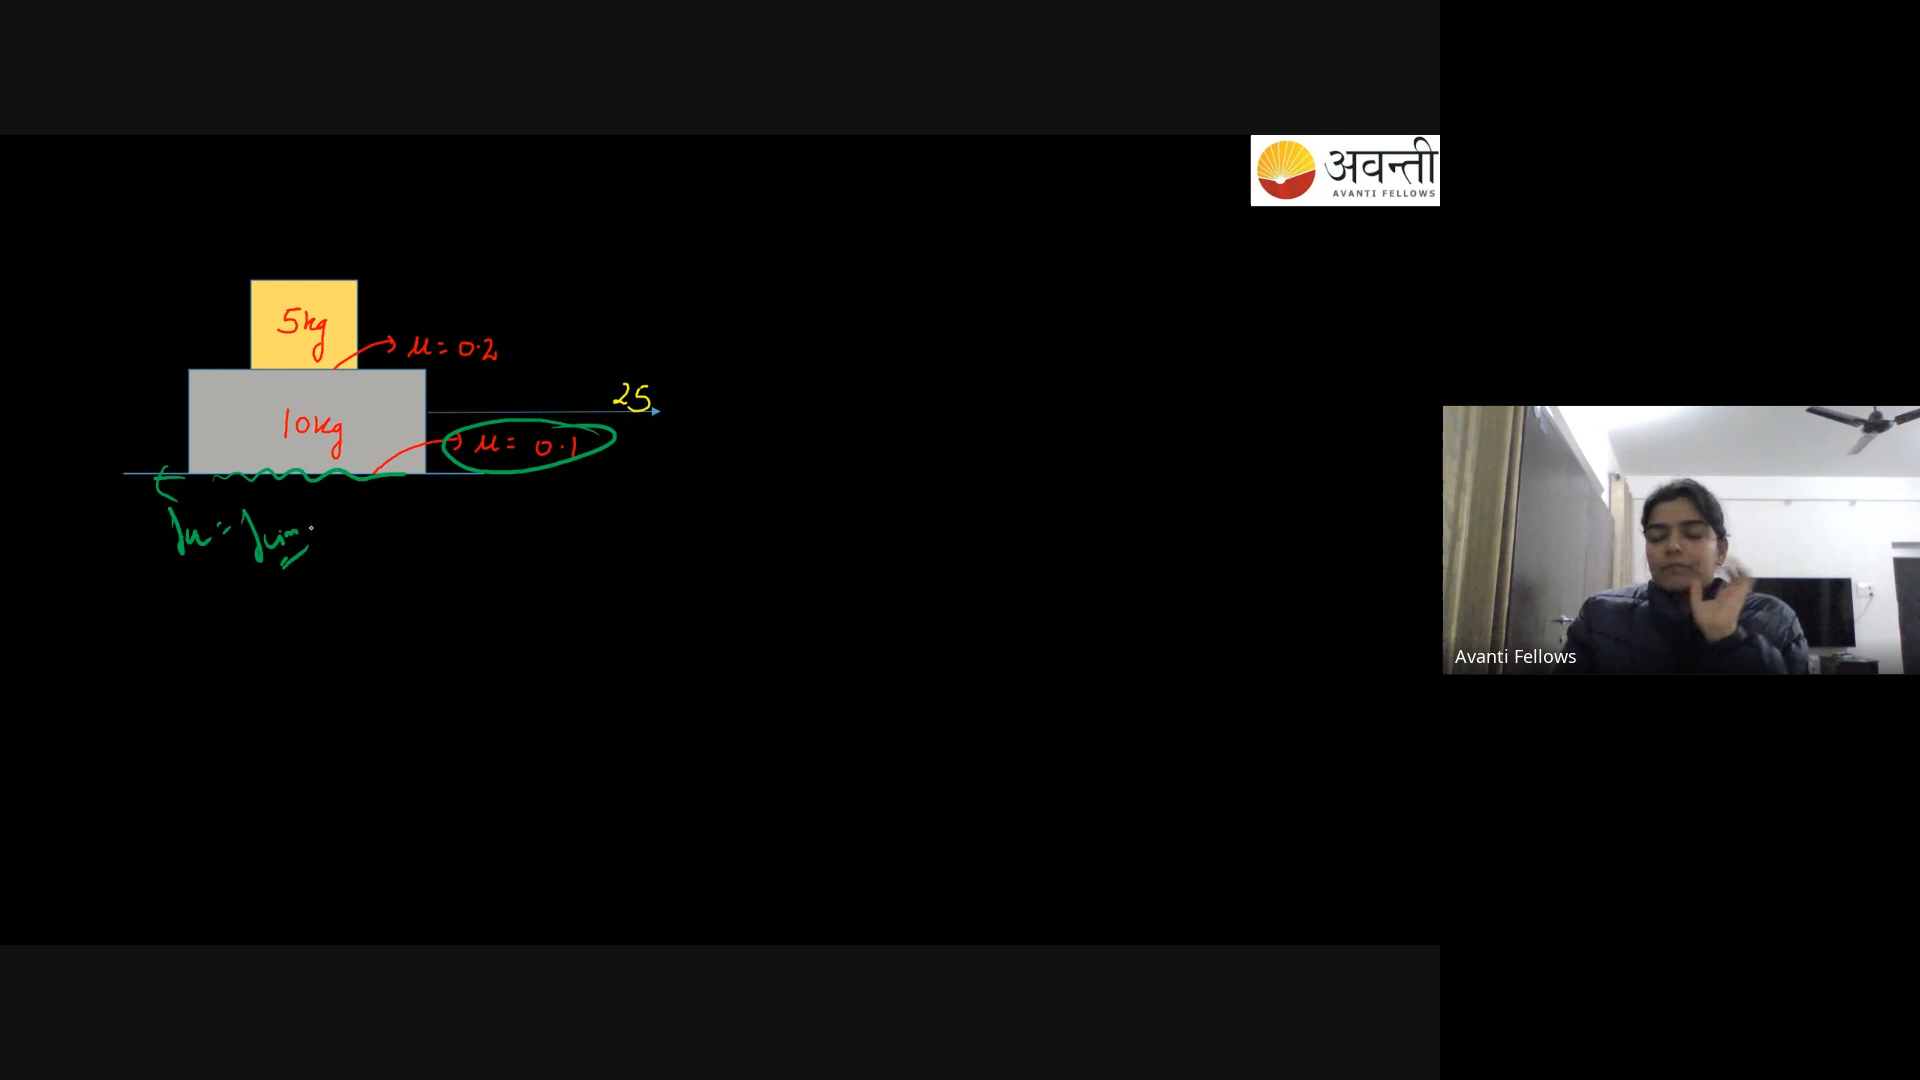 अवन्ती
AVANTI FELLOWS
5kg
μ = 0.2
25
10kg
μ = 0.1
Avanti Fellows